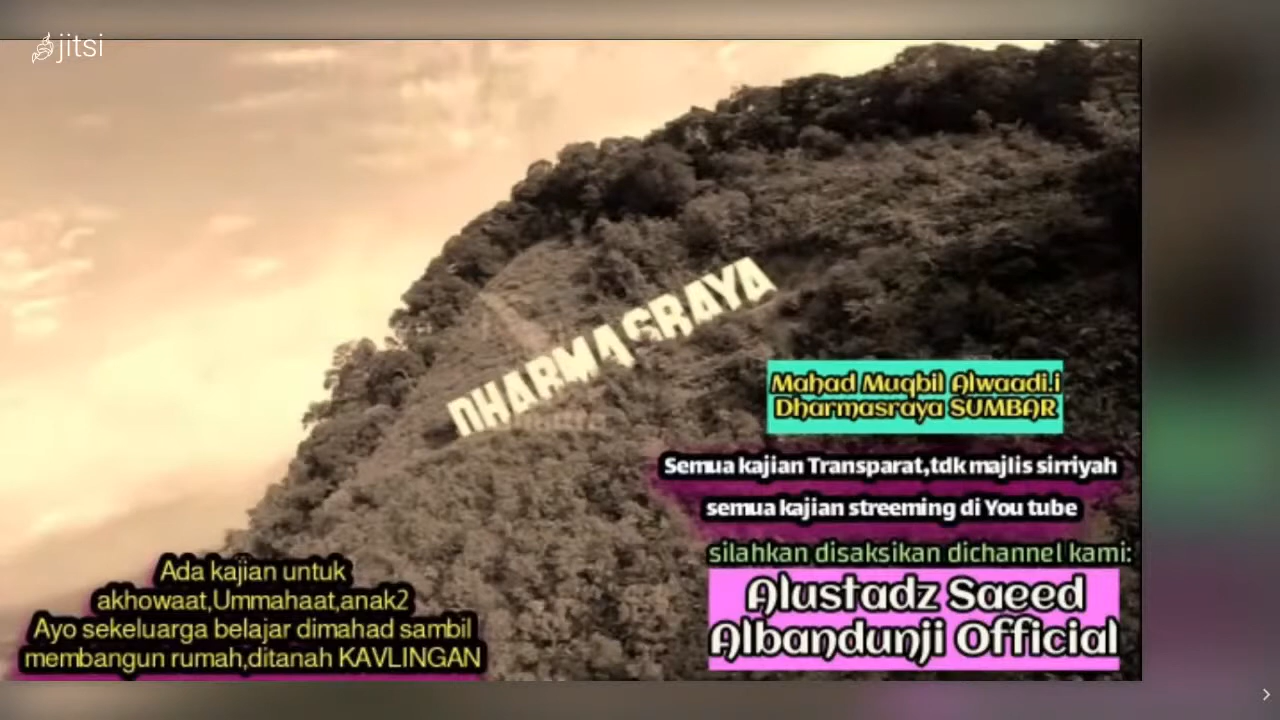 jitsi
DHARMASRAYA
Mahad Muqbil Alwaadi.i
Dharmasraya SUMBAR
Semua kajian Transparat,tdk majlis sirriyah
semua kajian streeming di You tube
silahkan disaksikan dichannel kami:
Alustadz Saeed
Albandunji Official
Ada kajian untuk
akhowaat,Ummahaat,anak2
Ayo sekeluarga belajar dimahad sambil
membangun rumah,ditanah KAVLINGAN